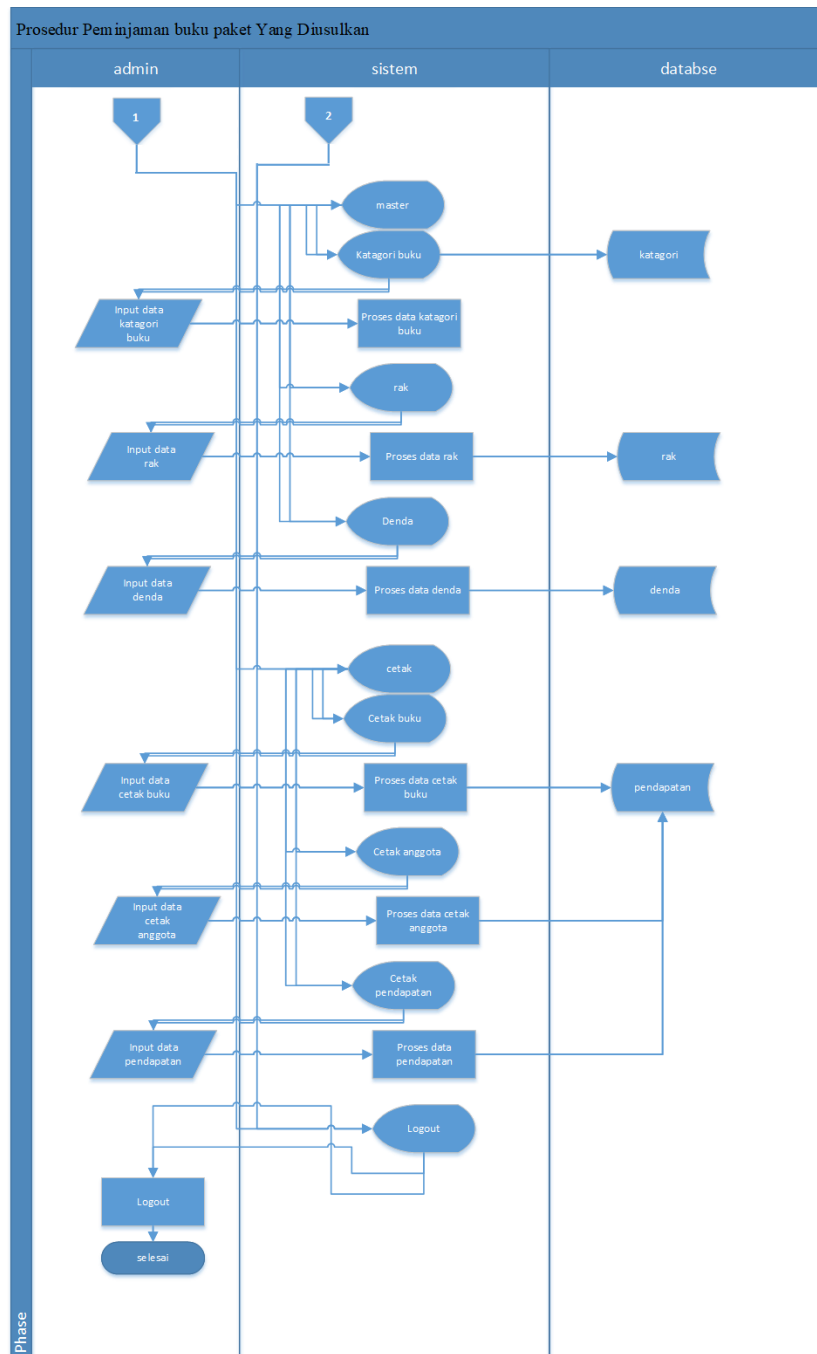 Prosedur Peminjaman buku paket Yang Diusulkan
admin
sistem
databse
1
2
master
Katagori buku
katagori
Input data
katagori
buku
Proses data katagori
buku
rak
Input data
rak
Proses data rak
rak
Denda
Input data
denda
Proses data denda
denda
cetak
Cetak buku
Input data
cetak buku
Proses data cetak
buku
pendapatan
Cetak anggota
Input data
cetak
anggota
Proses data cetak
anggota
Cetak
pendapatan
Input data
pendapatan
Proses data
pendapatan
Logout
Logout
selesai
Phase